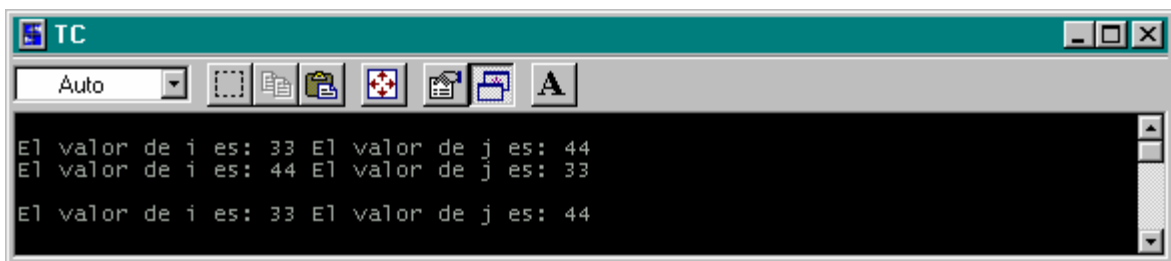 TC
Auto
A
El valor de i es: 33 El valor de j es: 44
El valor de i es: 44 El valor de j es: 33
El valor de i es: 33 El valor de j es: 44